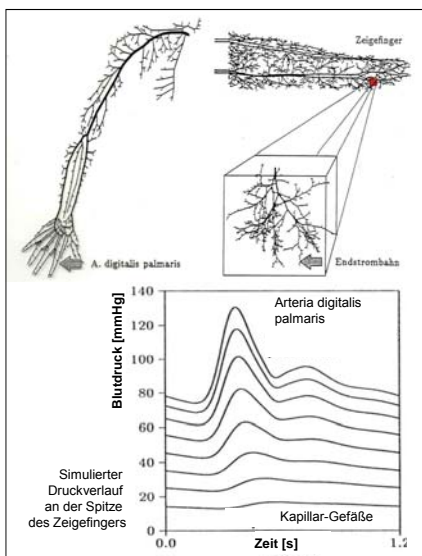 Zeigefinger
A. digitalis palmaris
Endstrombahn
140
120
100
80
60
40
20
0
Blutdruck [mmHg]
Arteria digitalis
palmaris
Simulierter
Druckverlauf
an der Spitze
des Zeigefingers
Kapillar-Gefäße
0.0
Zeit [s]
1.2